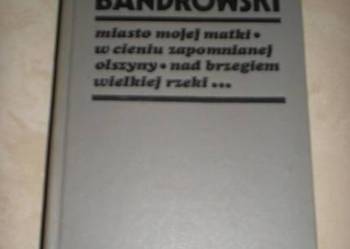 BANDROWSKI
miasto mojej matki •
w cieniu zapomnianej
olszyny • nad brzegiem
wielkiej rzeki •••